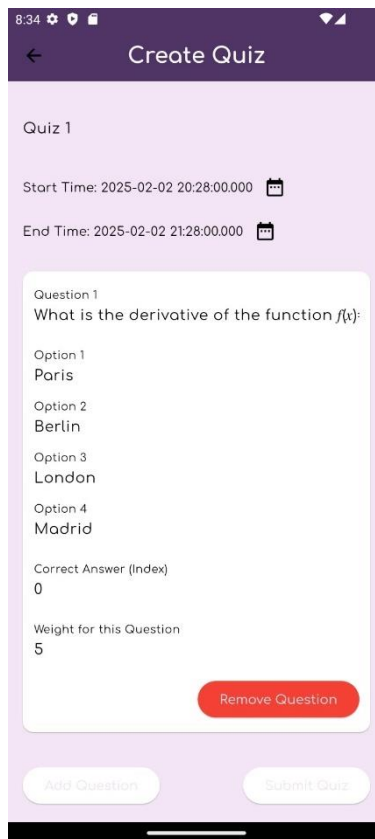 8:34
Create Quiz
Quiz 1
Start Time: 2025-02-02 20:28:00.000
End Time: 2025-02-02 21:28:00.000
Question 1
What is the derivative of the function f(x):
Option 1
Paris
Option 2
Berlin
Option 3
London
Option 4
Madrid
Correct Answer (Index)
0
Weight for this Question
5
Remove Question
Add Question Submit Quiz